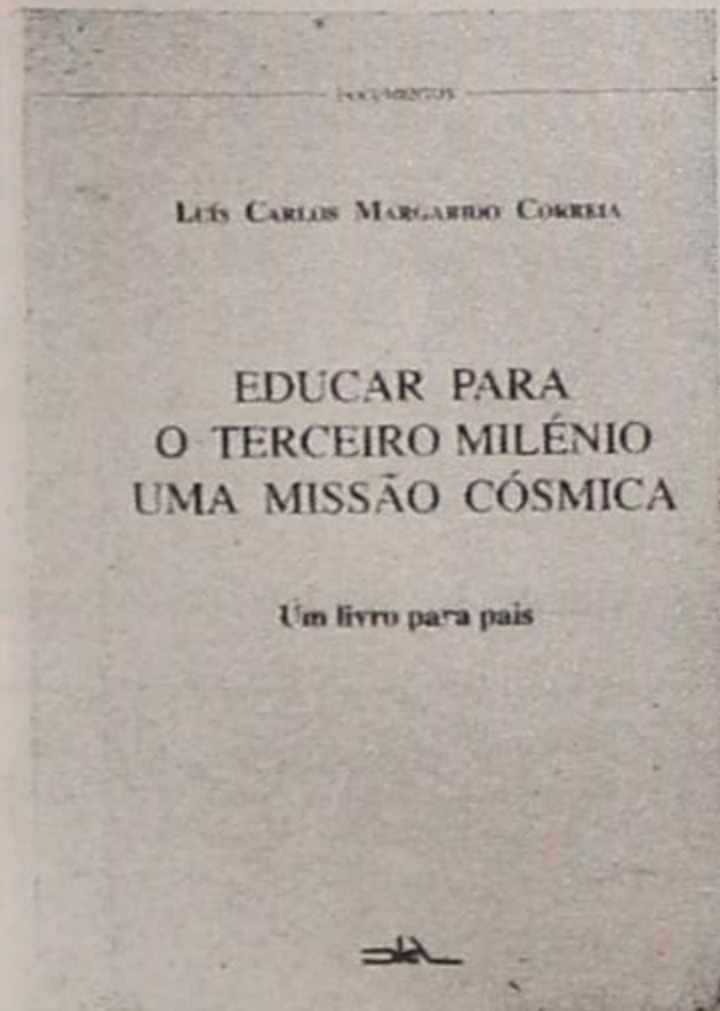 DOCUMENTOS
LUÍS CARLOS MARGARIDO CORREIA
EDUCAR PARA
O TERCEIRO MILÉNIO
UMA MISSÃO CÓSMICA
Um livro para pais